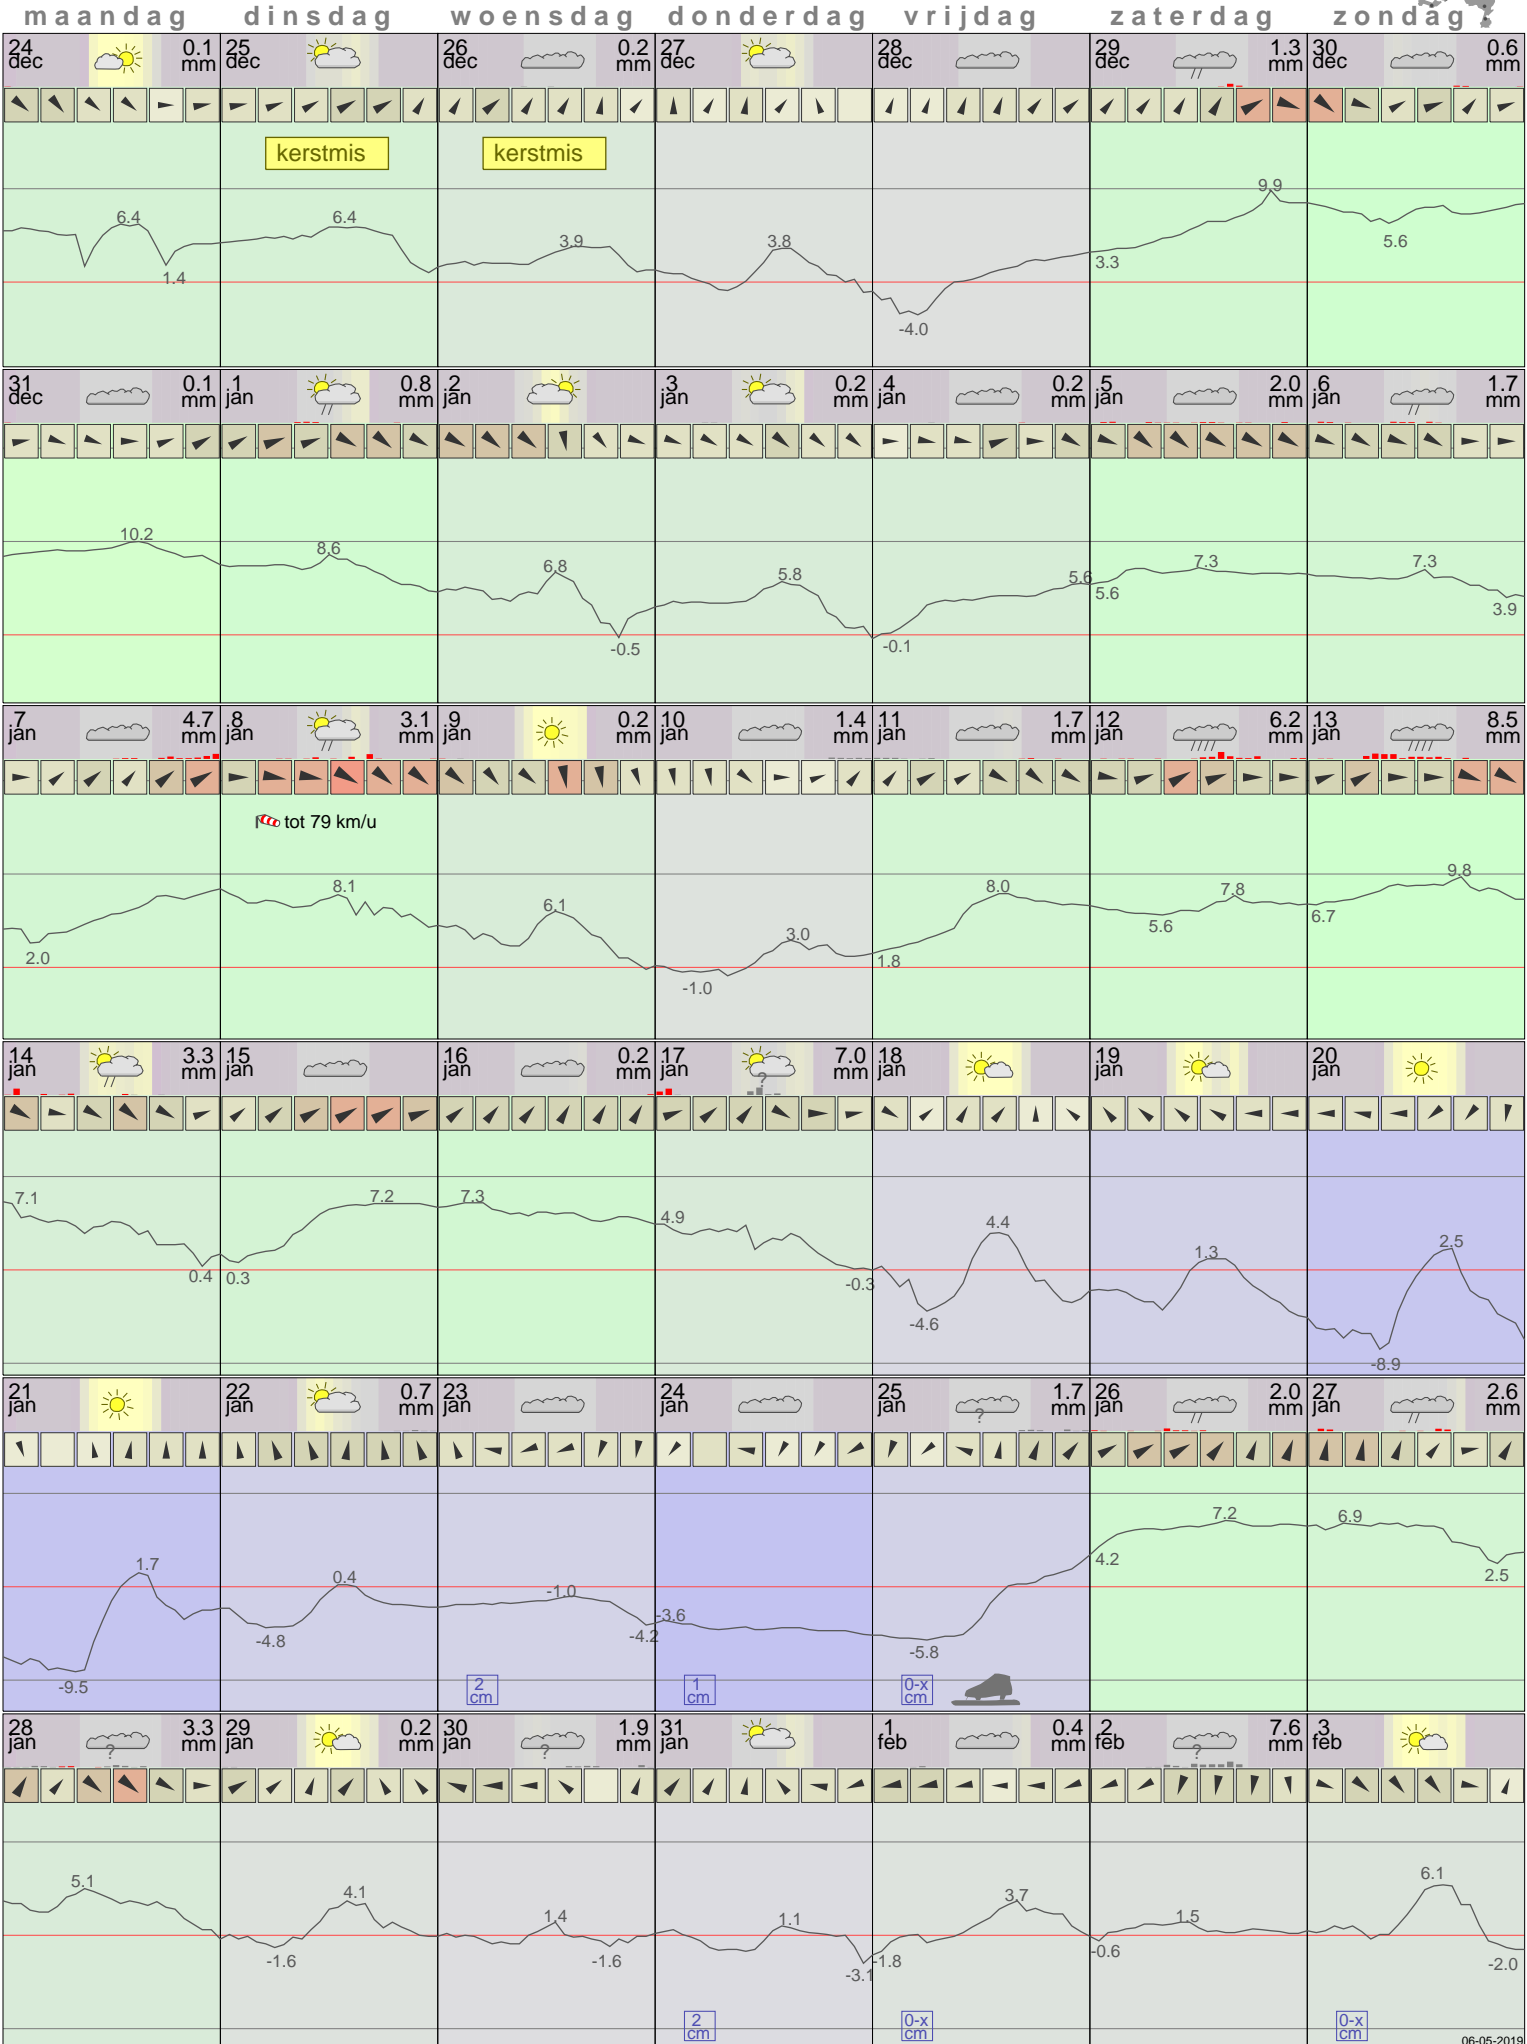 maandag dinsdag woensdag donderdag vrijdag zaterdag zondag
24 dec 0.1 mm 25 dec 26 dec 0.2 mm 27 dec 28 dec 29 dec 1.3 mm 30 dec 0.6 mm
kerstmis kerstmis
6.4 1.4 6.4 3.9 3.8 -4.0 3.3 9.9 5.6
31 dec 0.1 mm 1 jan 0.8 mm 2 jan 3 jan 0.2 mm 4 jan 0.2 mm 5 jan 2.0 mm 6 jan 1.7 mm
10.2 8.6 6.8 -0.5 5.8 -0.1 5.6 5.6 7.3 7.3 3.9
7 jan 4.7 mm 8 jan 3.1 mm 9 jan 0.2 mm 10 jan 1.4 mm 11 jan 1.7 mm 12 jan 6.2 mm 13 jan 8.5 mm
tot 79 km/u
2.0 8.1 6.1 -1.0 3.0 1.8 8.0 5.6 7.8 6.7 9.8
14 jan 3.3 mm 15 jan 16 jan 0.2 mm 17 jan ? 7.0 mm 18 jan 19 jan 20 jan
7.1 0.4 0.3 7.2 7.3 4.9 -0.3 -4.6 4.4 1.3 -8.9 2.5
21 jan 22 jan 0.7 mm 23 jan 24 jan 25 jan ? 1.7 mm 26 jan 2.0 mm 27 jan 2.6 mm
-9.5 1.7 -4.8 0.4 -1.0 -4.2 -3.6 -5.8 4.2 7.2 6.9 2.5
2 cm 1 cm 0-x cm
28 jan ? 3.3 mm 29 jan 0.2 mm 30 jan ? 1.9 mm 31 jan 1 feb 0.4 mm 2 feb ? 7.6 mm 3 feb
5.1 -1.6 4.1 1.4 -1.6 1.1 -3.1 -1.8 3.7 -0.6 1.5 6.1 -2.0
2 cm 0-x cm 0-x cm
06-05-2019